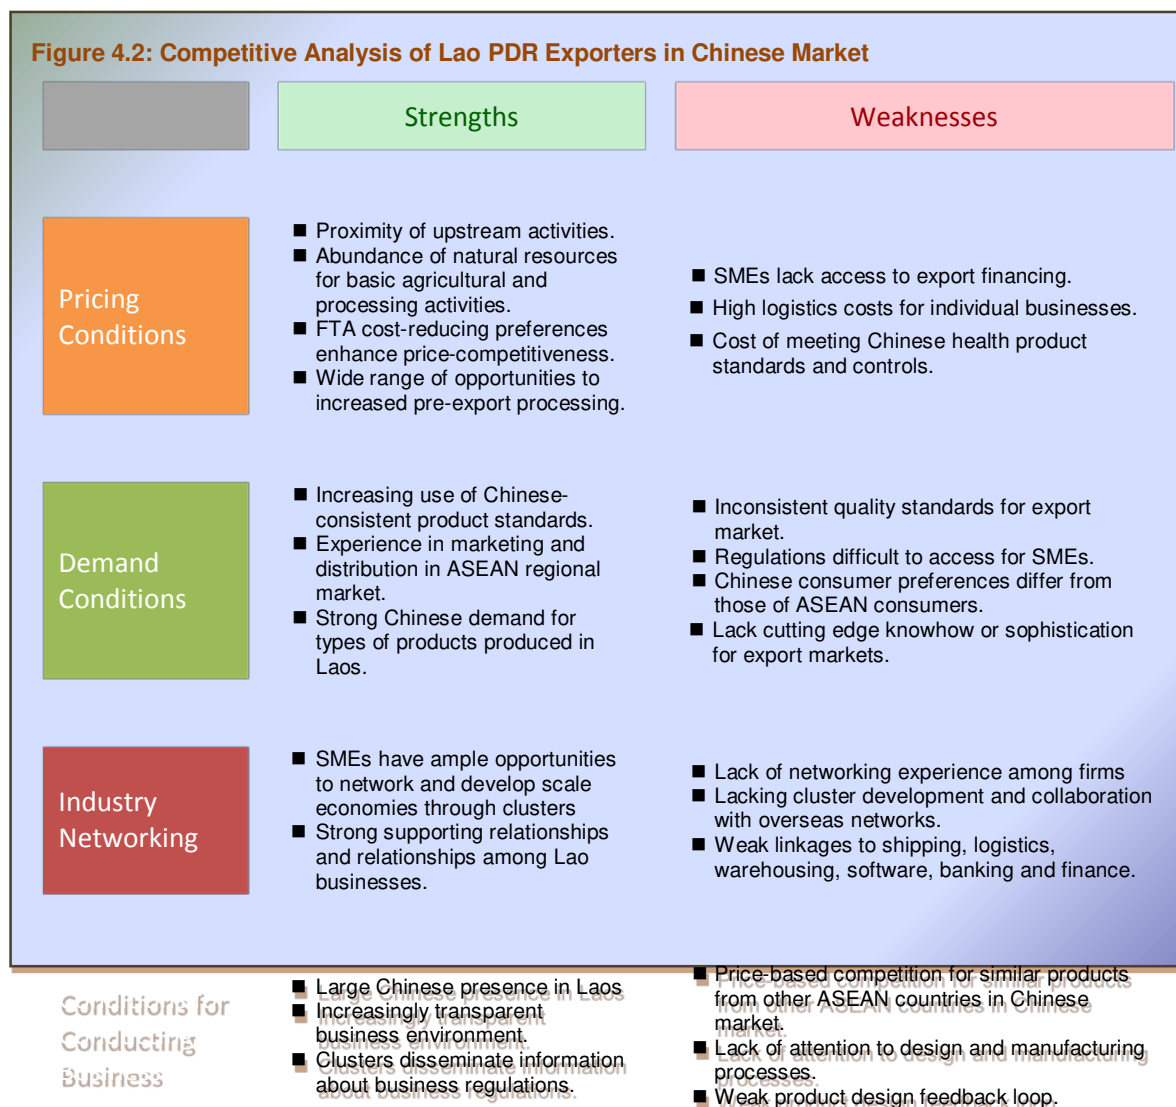 Figure 4.2: Competitive Analysis of Lao PDR Exporters in Chinese Market
Strengths
Weaknesses
Pricing
Conditions
■ Proximity of upstream activities.
■ Abundance of natural resources
for basic agricultural and
processing activities.
■ FTA cost-reducing preferences
enhance price-competitiveness.
■ Wide range of opportunities to
increased pre-export processing.
■ SMEs lack access to export financing.
■ High logistics costs for individual businesses.
■ Cost of meeting Chinese health product
standards and controls.
Demand
Conditions
■ Increasing use of Chinese-
consistent product standards.
■ Experience in marketing and
distribution in ASEAN regional
market.
■ Strong Chinese demand for
types of products produced in
Laos.
■ Inconsistent quality standards for export
market.
■ Regulations difficult to access for SMEs.
■ Chinese consumer preferences differ from
those of ASEAN consumers.
■ Lack cutting edge knowhow or sophistication
for export markets.
Industry
Networking
■ SMEs have ample opportunities
to network and develop scale
economies through clusters
■ Strong supporting relationships
and relationships among Lao
businesses.
■ Lack of networking experience among firms
■ Lacking cluster development and collaboration
with overseas networks.
■ Weak linkages to shipping, logistics,
warehousing, software, banking and finance.
Conditions for
Conducting
Business
■ Large Chinese presence in Laos
■ Increasingly transparent
business environment.
■ Clusters disseminate information
about business regulations.
■ Price-based competition for similar products
from other ASEAN countries in Chinese
market.
■ Lack of attention to design and manufacturing
processes.
■ Weak product design feedback loop.